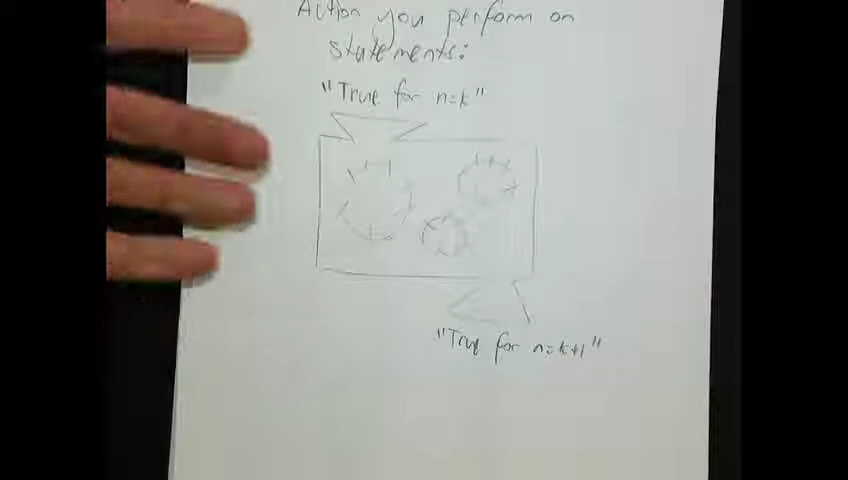 Action you perform on
statements:
"True for n=k"
"True for n=k+1"